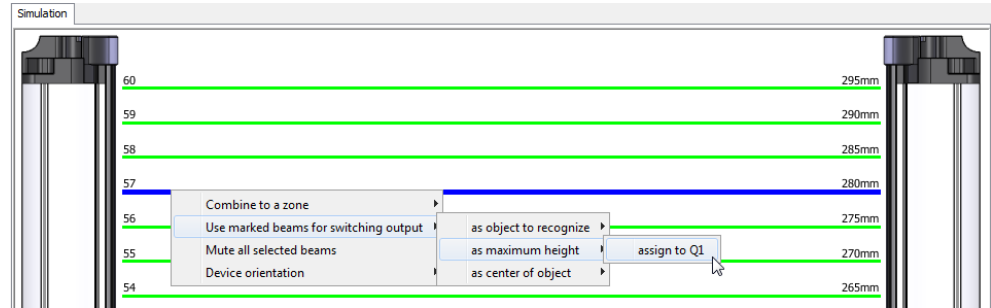 Simulation
60 295mm
59 290mm
58 285mm
57 280mm
Combine to a zone
56 Use marked beams for switching output as object to recognize 275mm
55 Mute all selected beams as maximum height assign to Q1 270mm
Device orientation as center of object
54 265mm